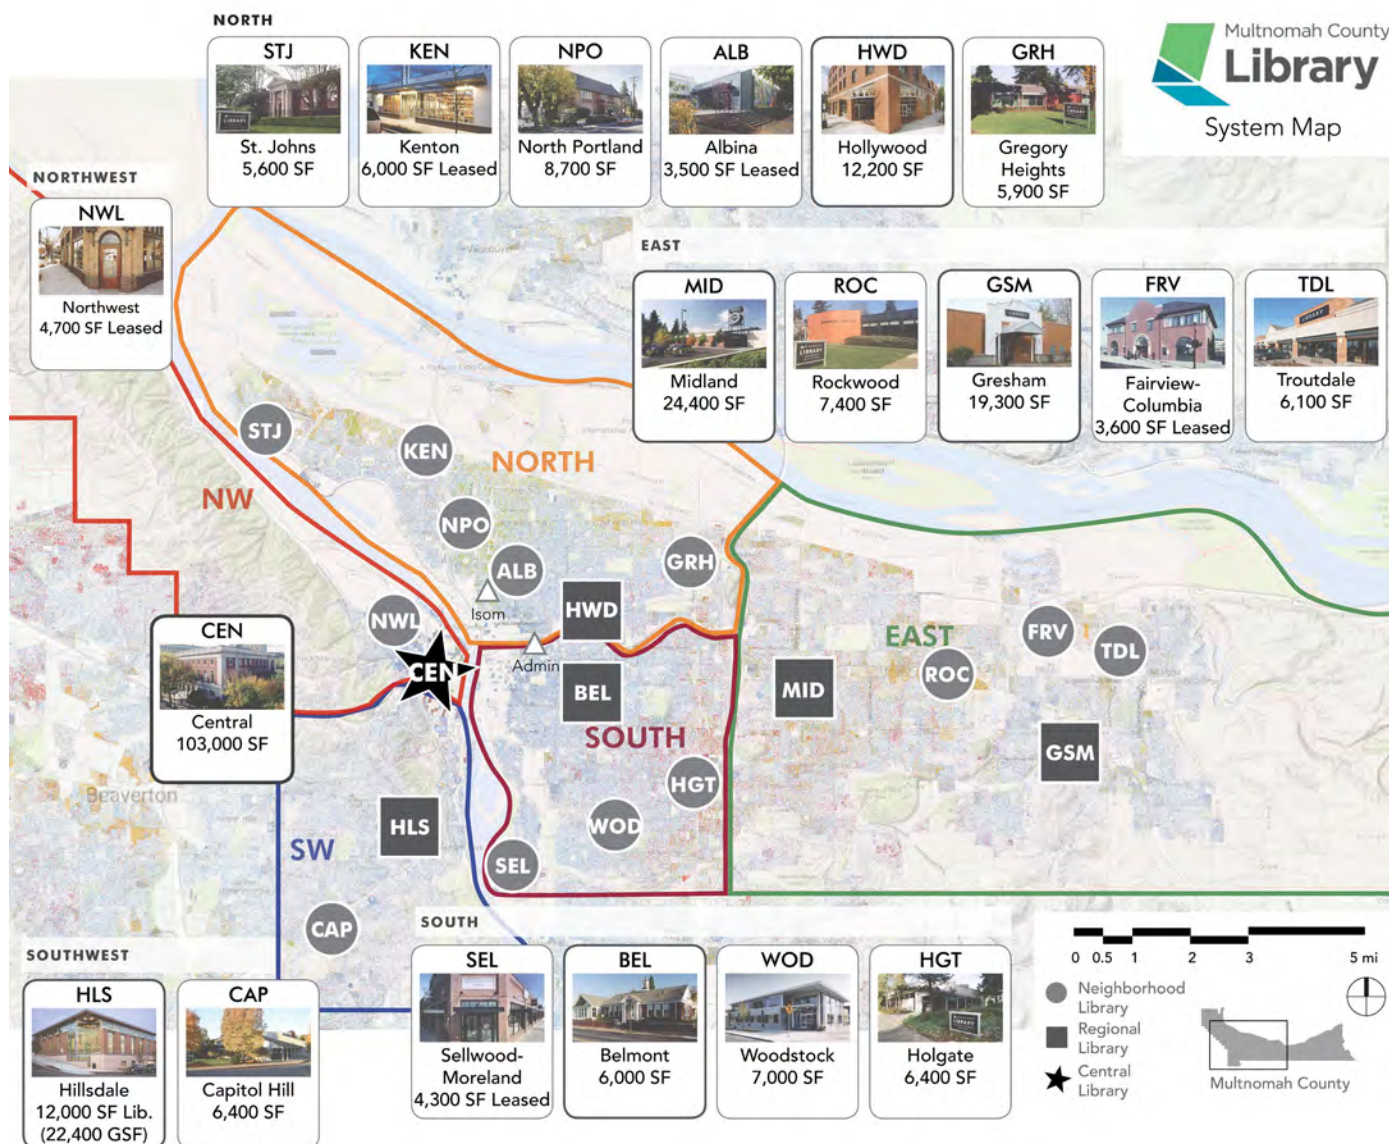 NORTH
STJ
St. Johns
5,600 SF
KEN
Kenton
6,000 SF Leased
NPO
North Portland
8,700 SF
ALB
Albina
3,500 SF Leased
HWD
Hollywood
12,200 SF
GRH
Gregory
Heights
5,900 SF
Multnomah County
Library
System Map
NORTHWEST
NWL
Northwest
4,700 SF Leased
EAST
MID
Midland
24,400 SF
ROC
Rockwood
7,400 SF
GSM
Gresham
19,300 SF
FRV
Fairview-
Columbia
3,600 SF Leased
TDL
Troutdale
6,100 SF
STJ
KEN
NORTH
NW
NPO
ALB
GRH
Isom
HWD
NWL
Admin
CEN
BEL
SOUTH
EAST
FRV
TDL
ROC
MID
GSM
HGT
WOD
SEL
HLS
SW
CAP
Beaverton
CEN
Central
103,000 SF
SOUTHWEST
HLS
Hillsdale
12,000 SF Lib.
(22,400 GSF)
CAP
Capitol Hill
6,400 SF
SOUTH
SEL
Sellwood-
Moreland
4,300 SF Leased
BEL
Belmont
6,000 SF
WOD
Woodstock
7,000 SF
HGT
Holgate
6,400 SF
0 0.5 1 2 3 5 mi
Neighborhood
Library
Regional
Library
Central
Library
Multnomah County